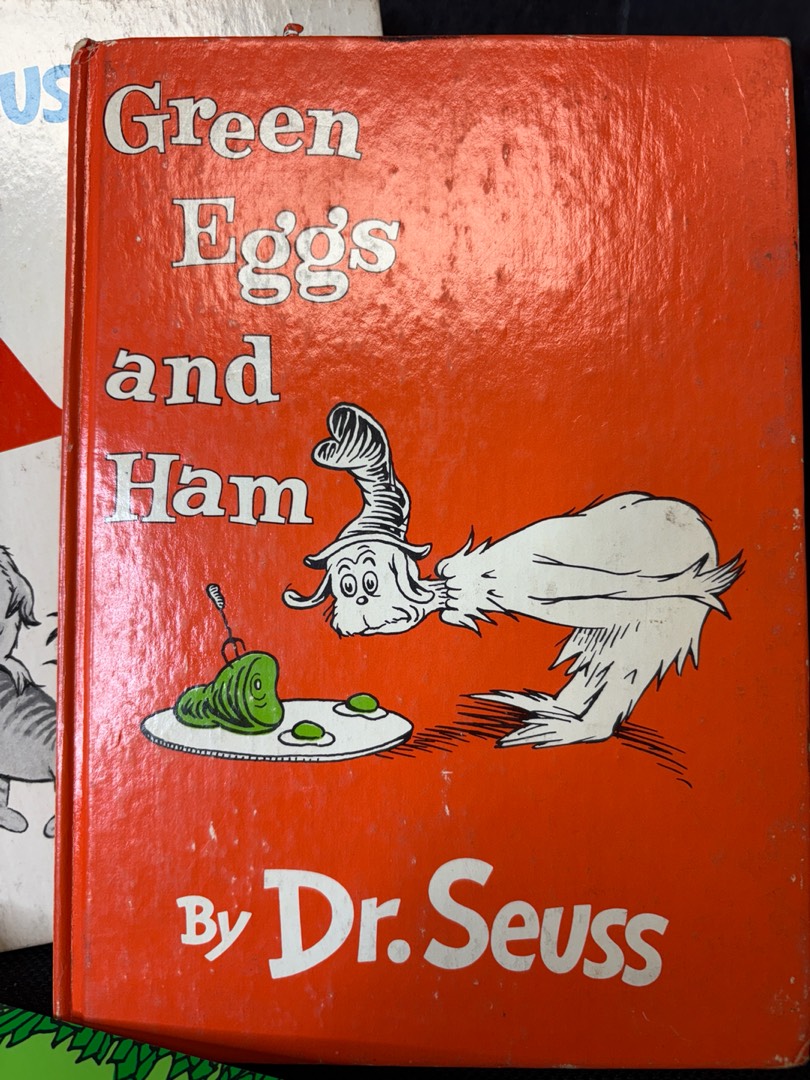 Green
Eggs
and
Ham
By Dr. Seuss